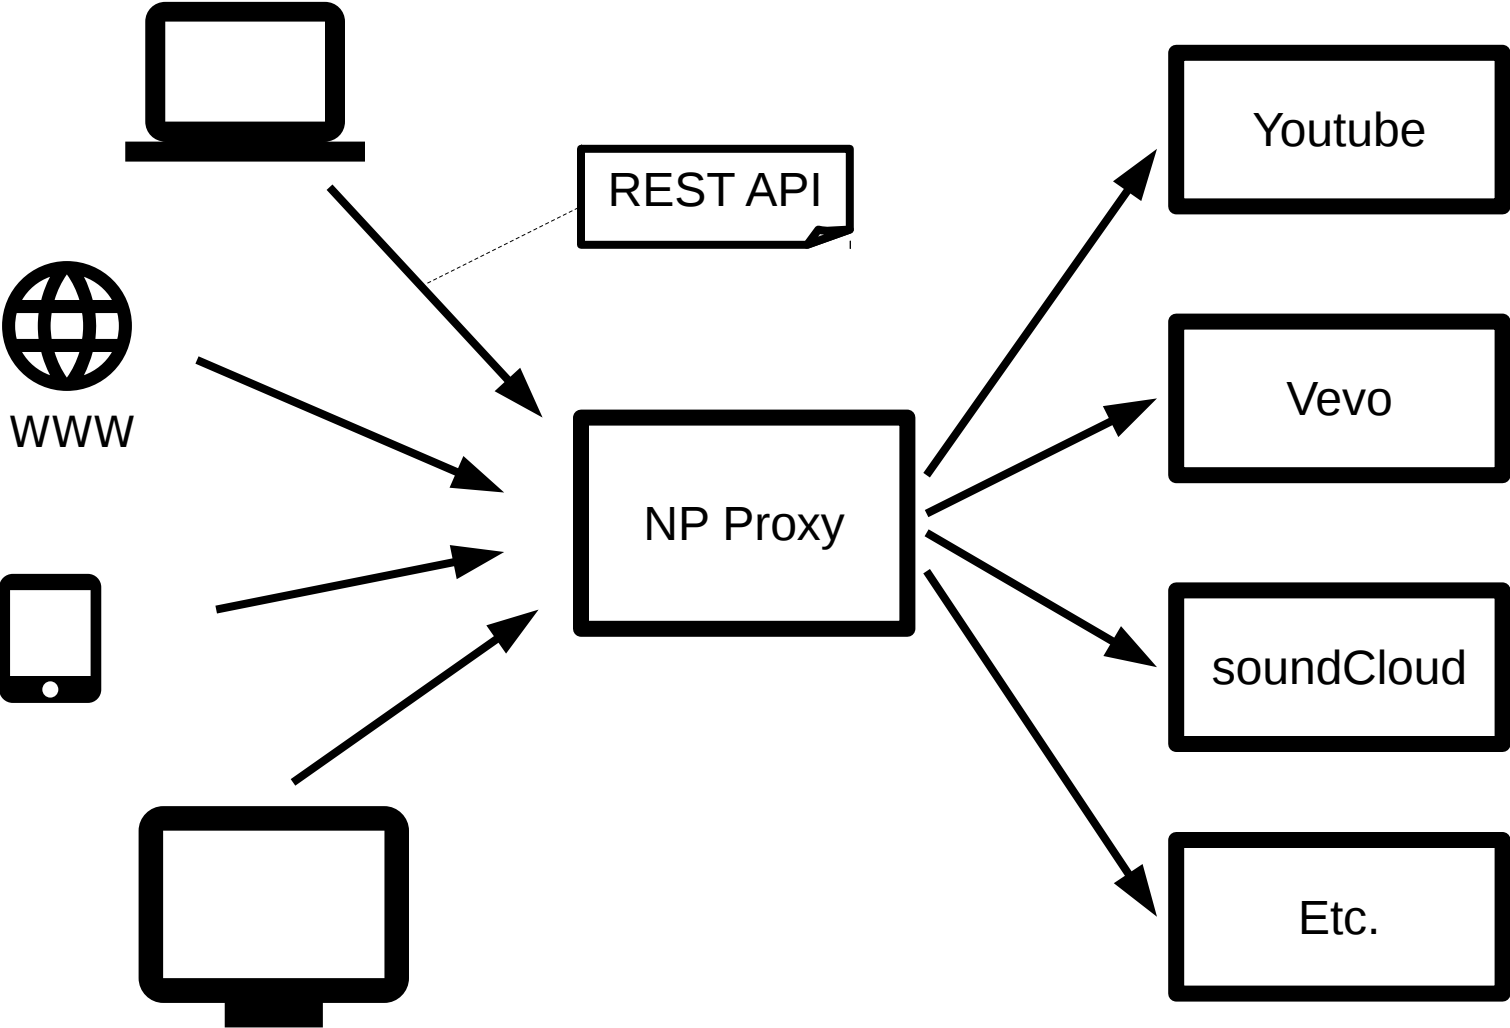 REST API
WWW
NP Proxy
Youtube
Vevo
soundCloud
Etc.